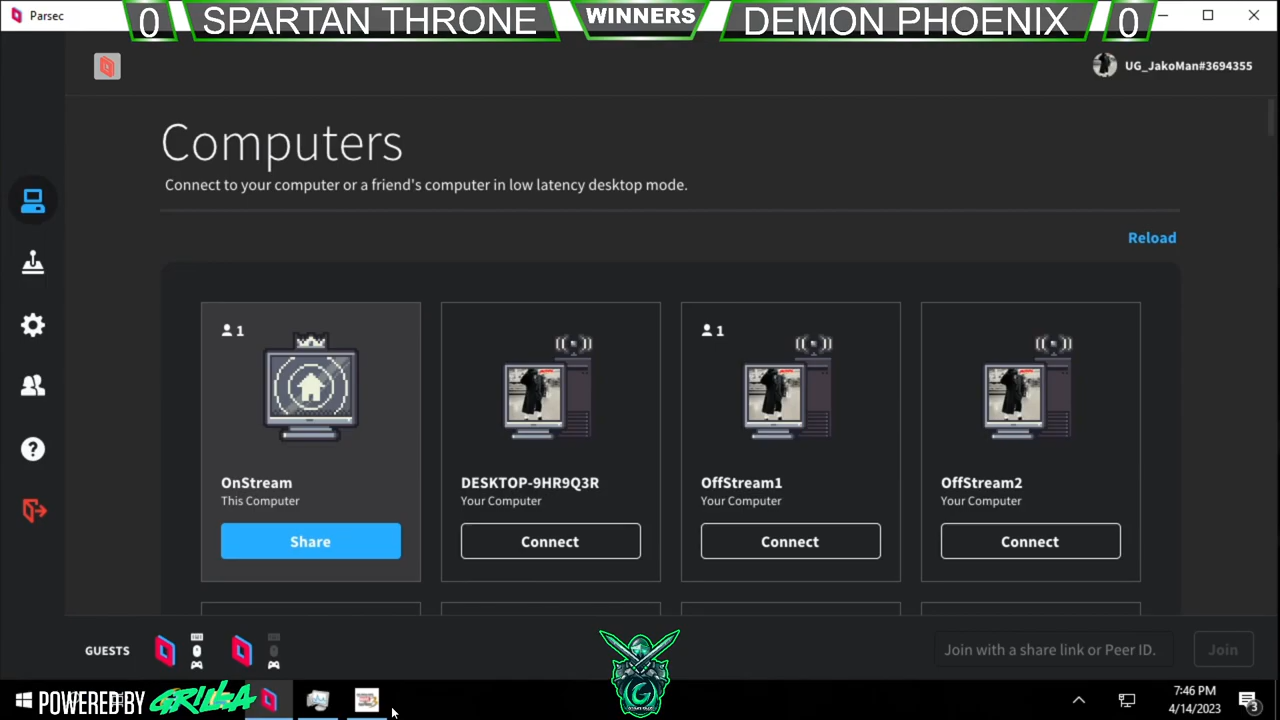 Parsec
0 SPARTAN THRONE WINNERS DEMON PHOENIX 0
UG_JakoMan#3694355
Computers
Connect to your computer or a friend's computer in low latency desktop mode.
Reload
1
1
OnStream
This Computer
Share
DESKTOP-9HR9Q3R
Your Computer
Connect
OffStream1
Your Computer
Connect
OffStream2
Your Computer
Connect
GUESTS
Join with a share link or Peer ID.
Join
POWERED BY GRILLA
7:46 PM
4/14/2023
3